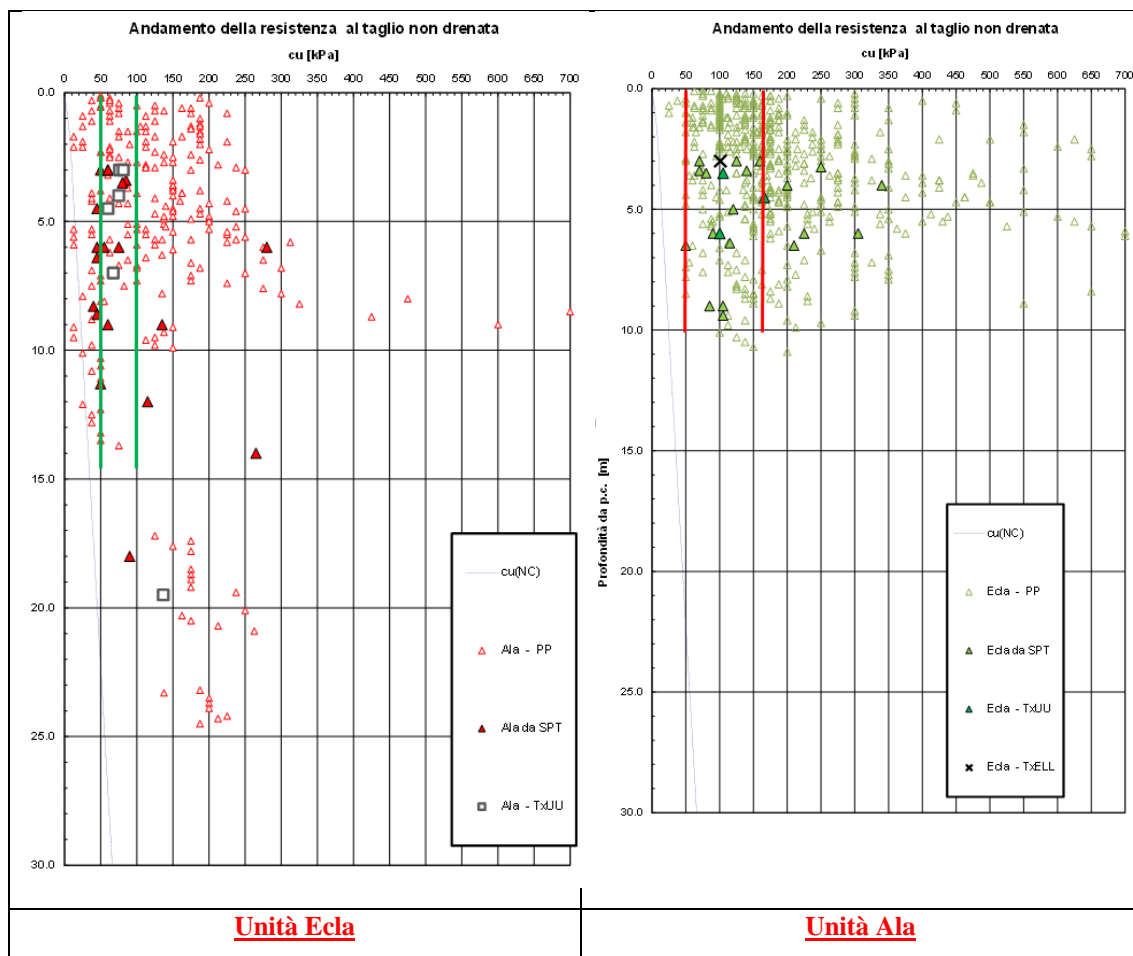 Andamento della resistenza al taglio non drenata
cu [kPa]
0 50 100 150 200 250 300 350 400 450 500 550 600 650 700
0.0
5.0
10.0
15.0
20.0
25.0
30.0
cu(NC)
Ala - PP
Ala da SPT
Ala - TxUU
Unità Ecla
Andamento della resistenza al taglio non drenata
cu [kPa]
0 50 100 150 200 250 300 350 400 450 500 550 600 650 700
Profondità da p.c. [m]
0.0
5.0
10.0
15.0
20.0
25.0
30.0
cu(NC)
Ecla - PP
Ecla da SPT
Ecla - TxUU
Ecla - TxELL
Unità Ala